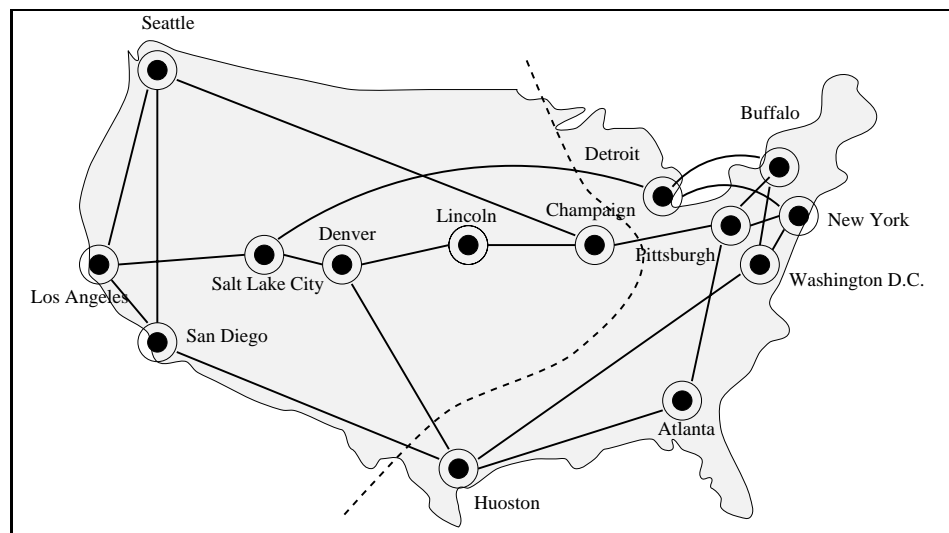 Seattle
Buffalo
Detroit
Champaign
Lincoln
New York
Denver
Pittsburgh
Salt Lake City
Washington D.C.
Los Angeles
San Diego
Atlanta
Huoston